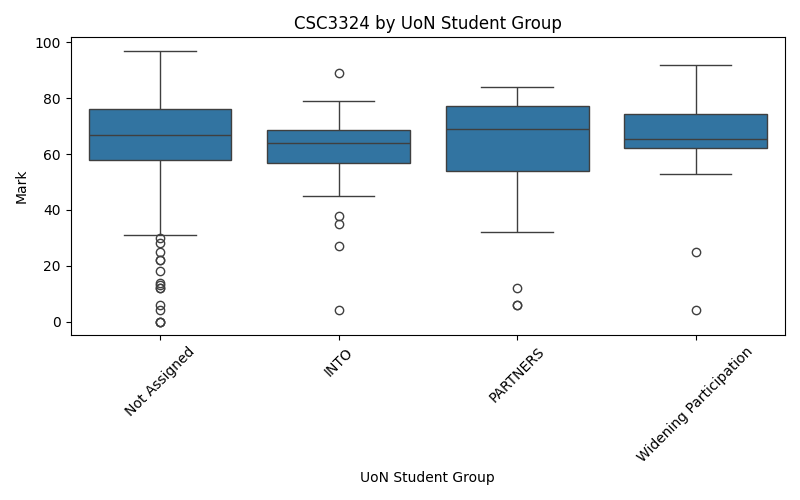 CSC3324 by UoN Student Group
Mark
100
80
60
40
20
0
Not Assigned
INTO
PARTNERS
Widening Participation
UoN Student Group